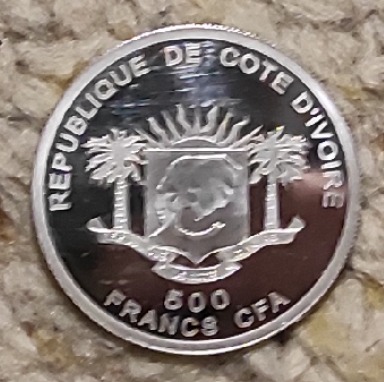 REPUBLIQUE DE COTE D'IVOIRE
500
FRANCS CFA